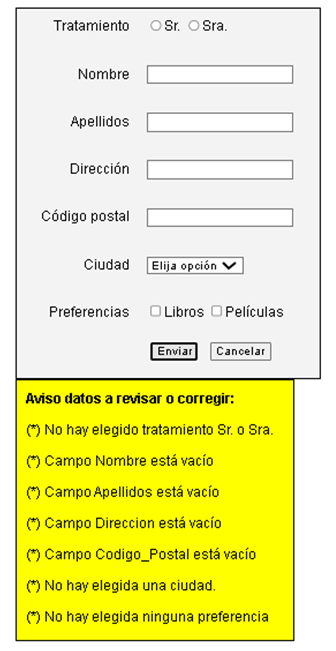 Tratamiento Sr. Sra.
Nombre
Apellidos
Dirección
Código postal
Ciudad Elija opción
Preferencias Libros Películas
Enviar Cancelar
Aviso datos a revisar o corregir:
(*) No hay elegido tratamiento Sr. o Sra.
(*) Campo Nombre está vacío
(*) Campo Apellidos está vacío
(*) Campo Direccion está vacío
(*) Campo Codigo_Postal está vacío
(*) No hay elegida una ciudad.
(*) No hay elegida ninguna preferencia